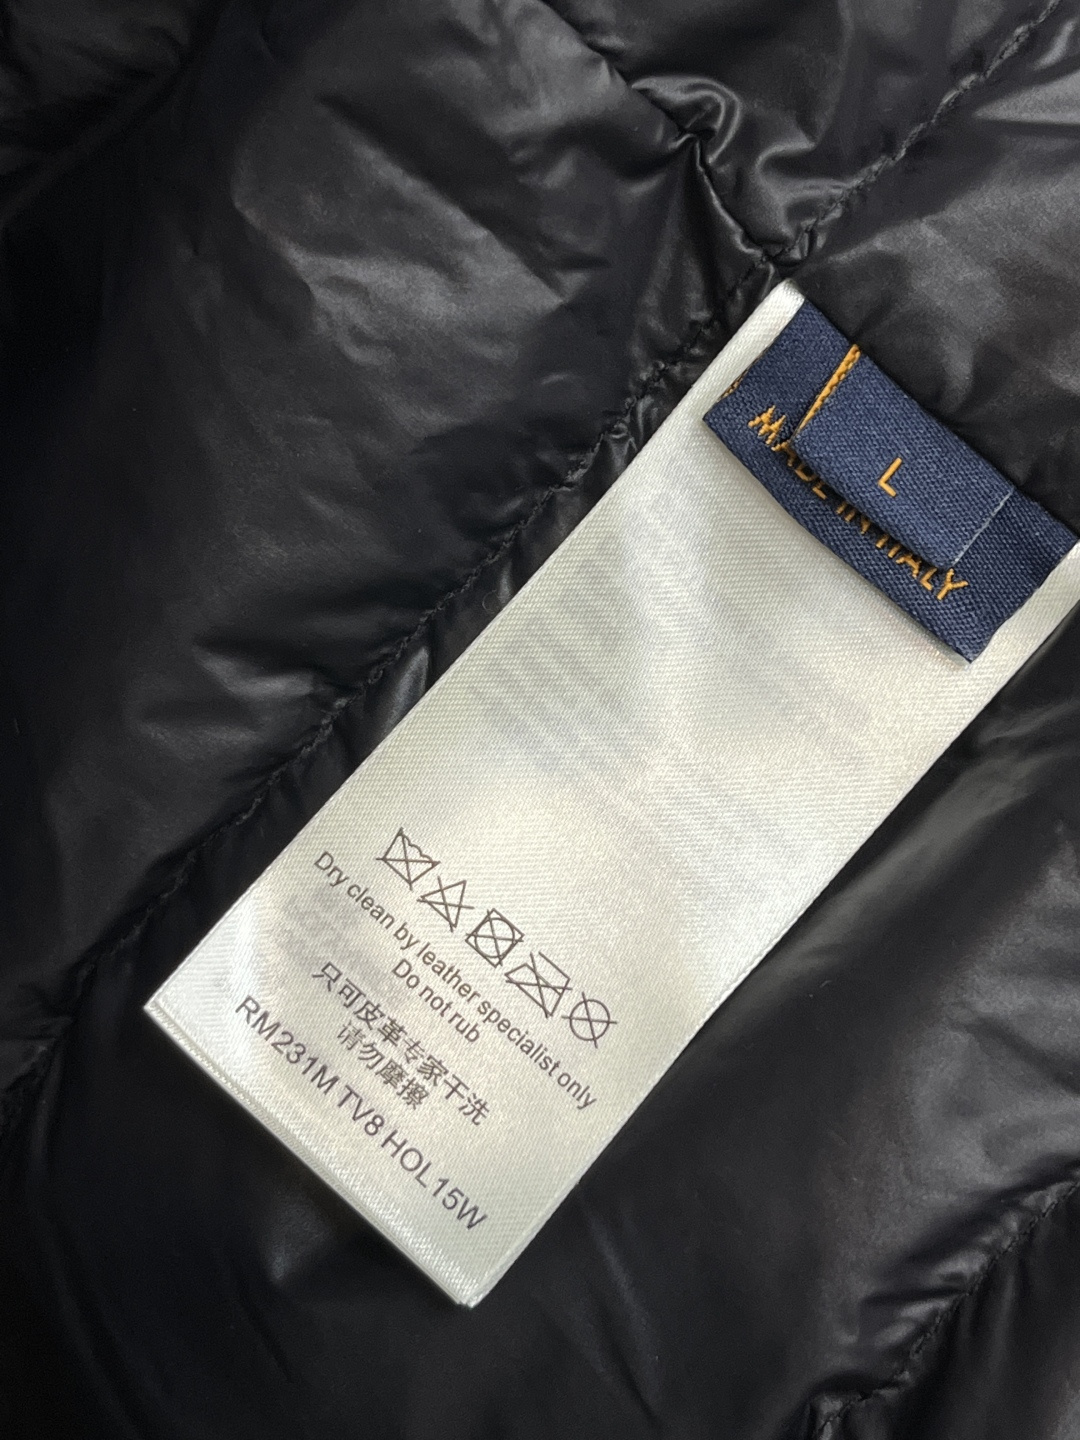 L
MADE IN ITALY
Dry clean by leather specialist only
Do not rub
只可皮革专家干洗
请勿摩擦
RM231M TV8 HOL15W